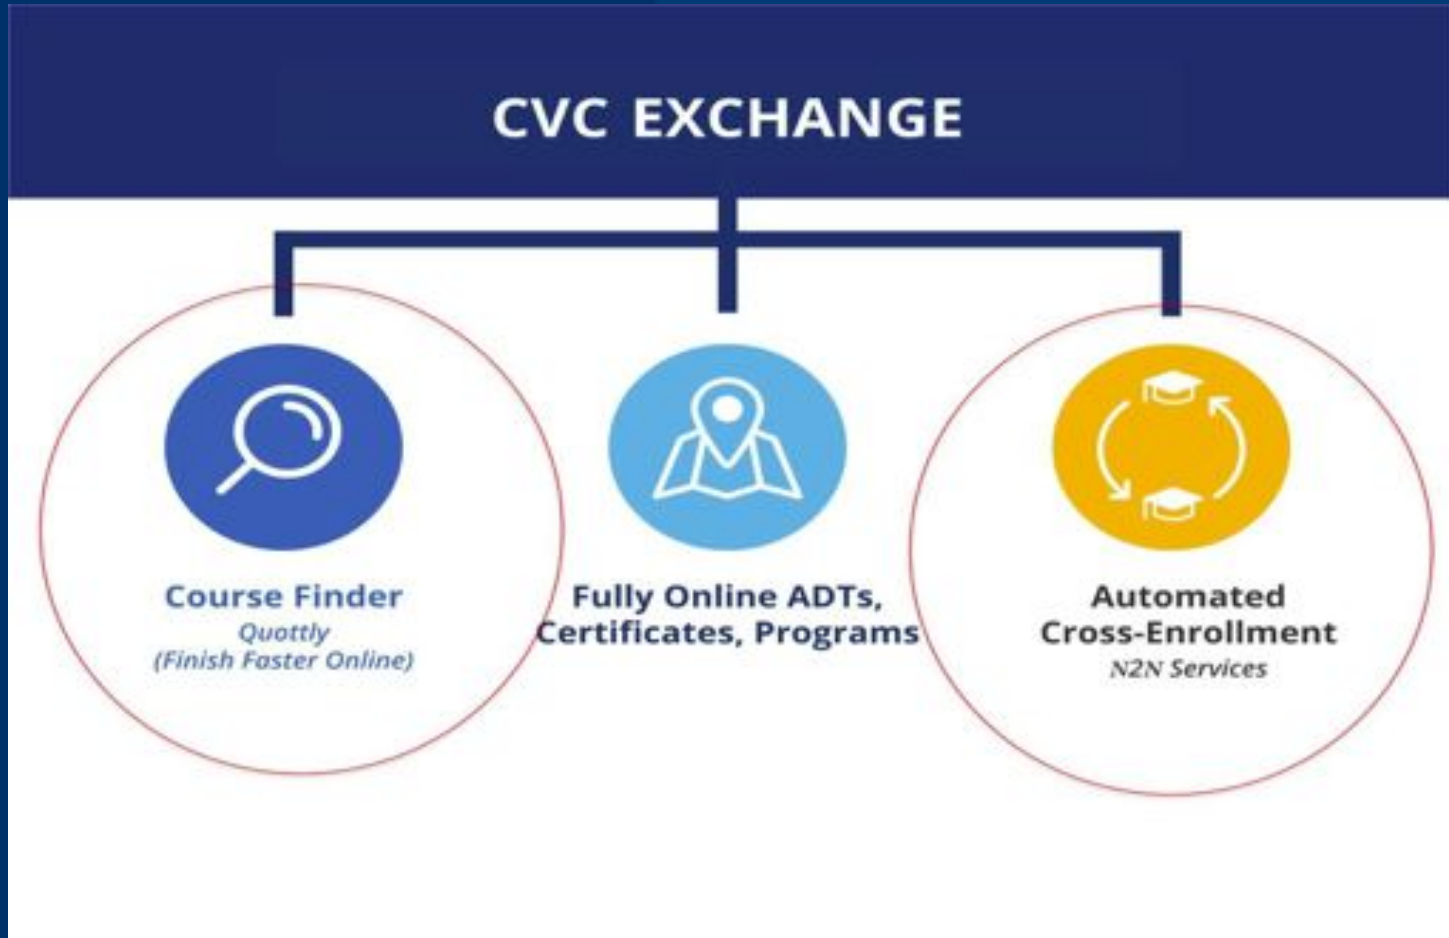 CVC EXCHANGE
Course Finder
Quottly
(Finish Faster Online)
Fully Online ADTs,
Certificates, Programs
Automated
Cross-Enrollment
N2N Services